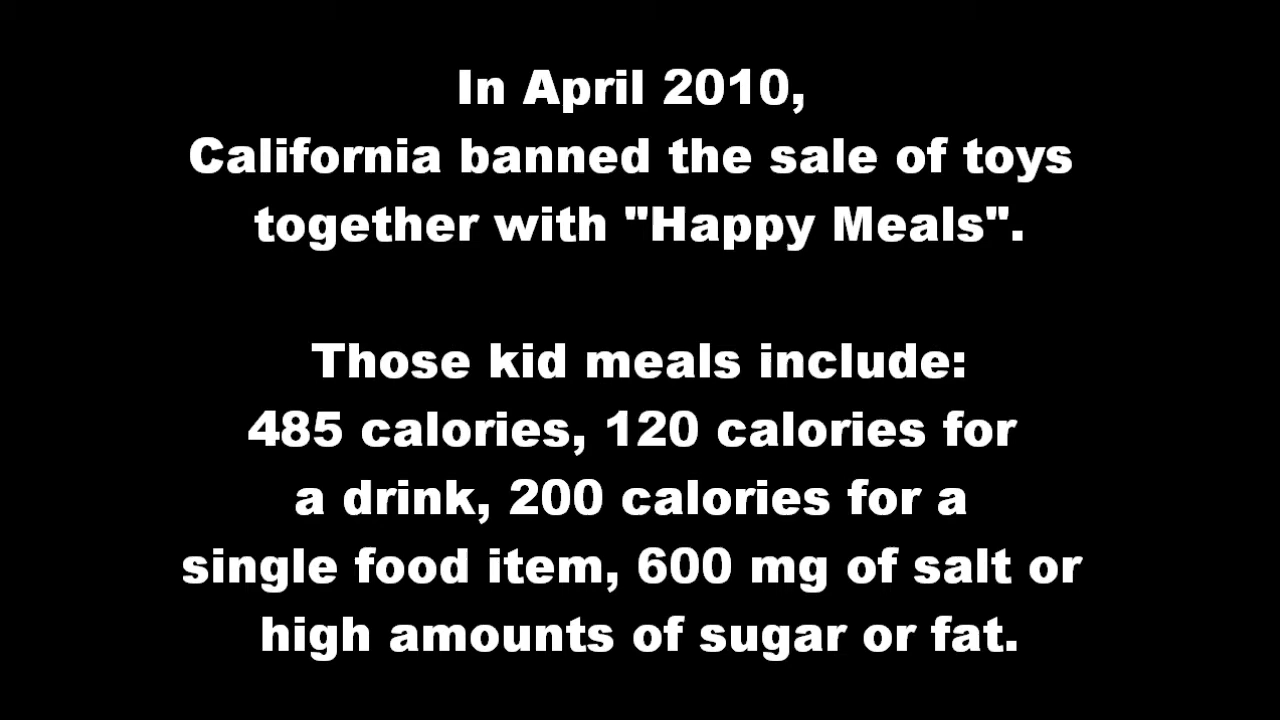 In April 2010,
California banned the sale of toys
together with "Happy Meals".
Those kid meals include:
485 calories, 120 calories for
a drink, 200 calories for a
single food item, 600 mg of salt or
high amounts of sugar or fat.